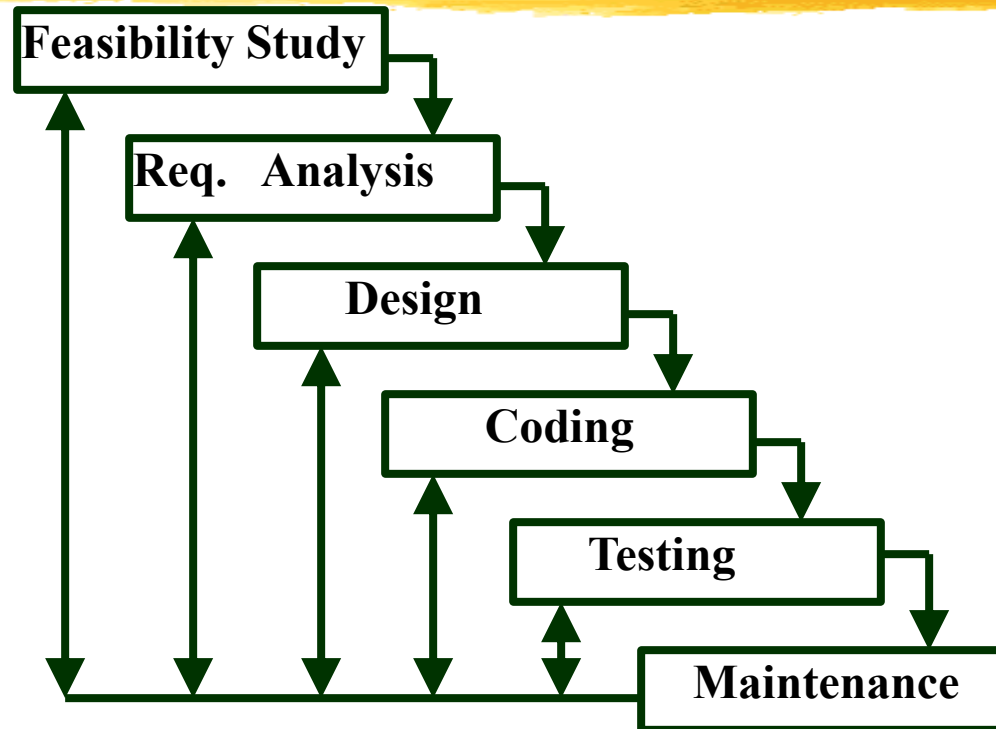 Feasibility Study
Req. Analysis
Design
Coding
Testing
Maintenance